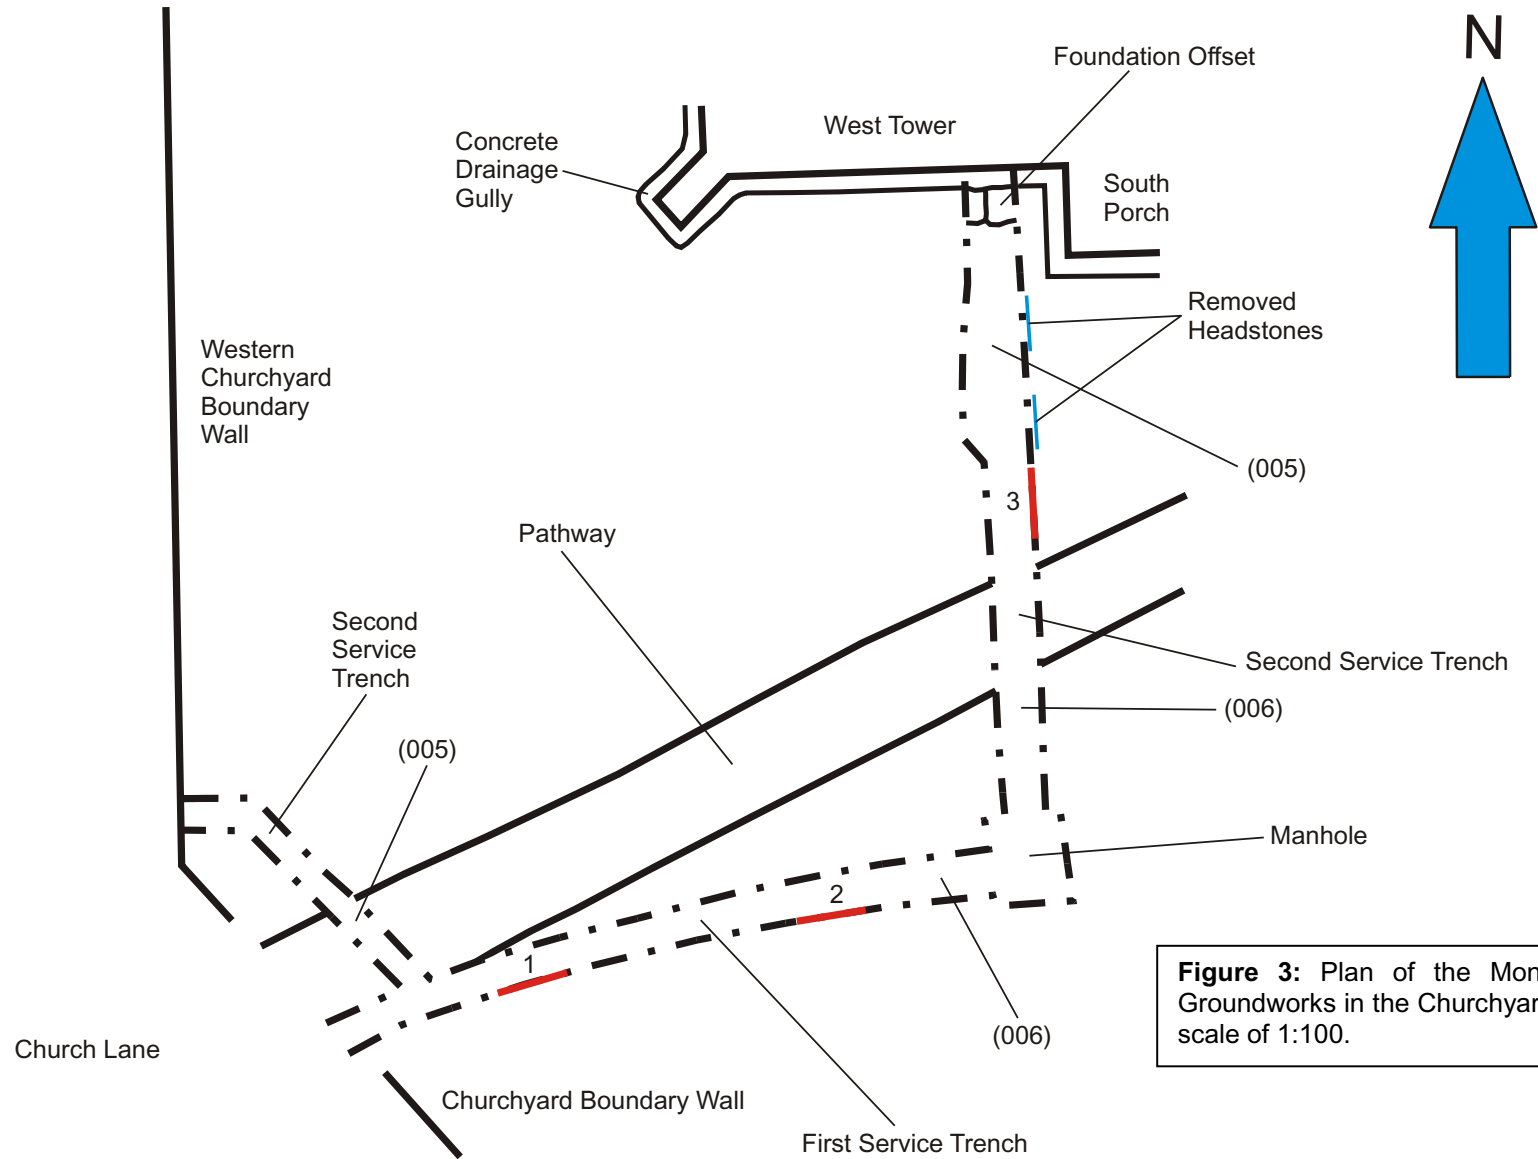 N
Foundation Offset
West Tower
Concrete
Drainage
Gully
South
Porch
Removed
Headstones
Western
Churchyard
Boundary
Wall
(005)
3
Pathway
Second
Service
Trench
Second Service Trench
(006)
(005)
Manhole
2
1
Figure 3: Plan of the Mon
Groundworks in the Churchyar
scale of 1:100.
(006)
Church Lane
Churchyard Boundary Wall
First Service Trench